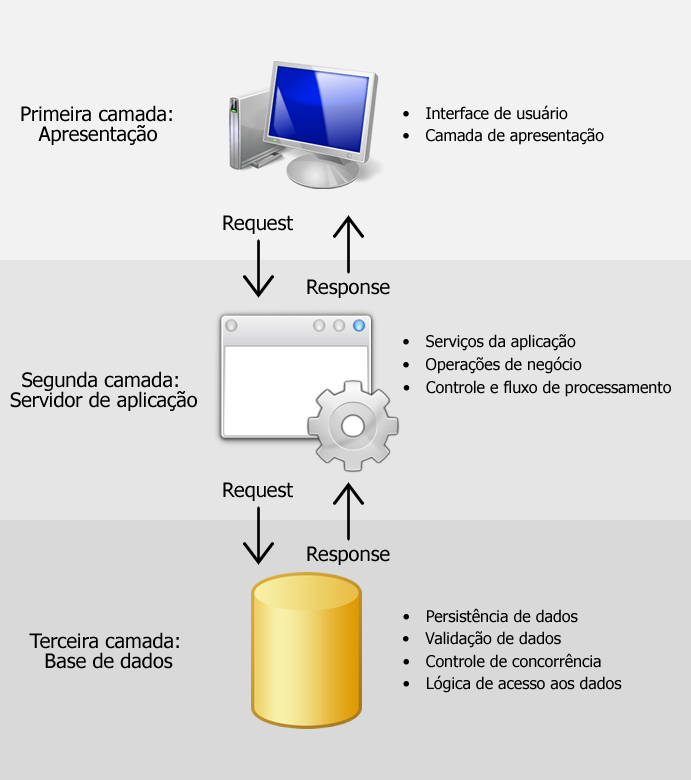 Primeira camada:
Apresentação
• Interface de usuário
• Camada de apresentação
Request
Response
Segunda camada:
Servidor de aplicação
• Serviços da aplicação
• Operações de negócio
• Controle e fluxo de processamento
Request
Response
Terceira camada:
Base de dados
• Persistência de dados
• Validação de dados
• Controle de concorrência
• Lógica de acesso aos dados